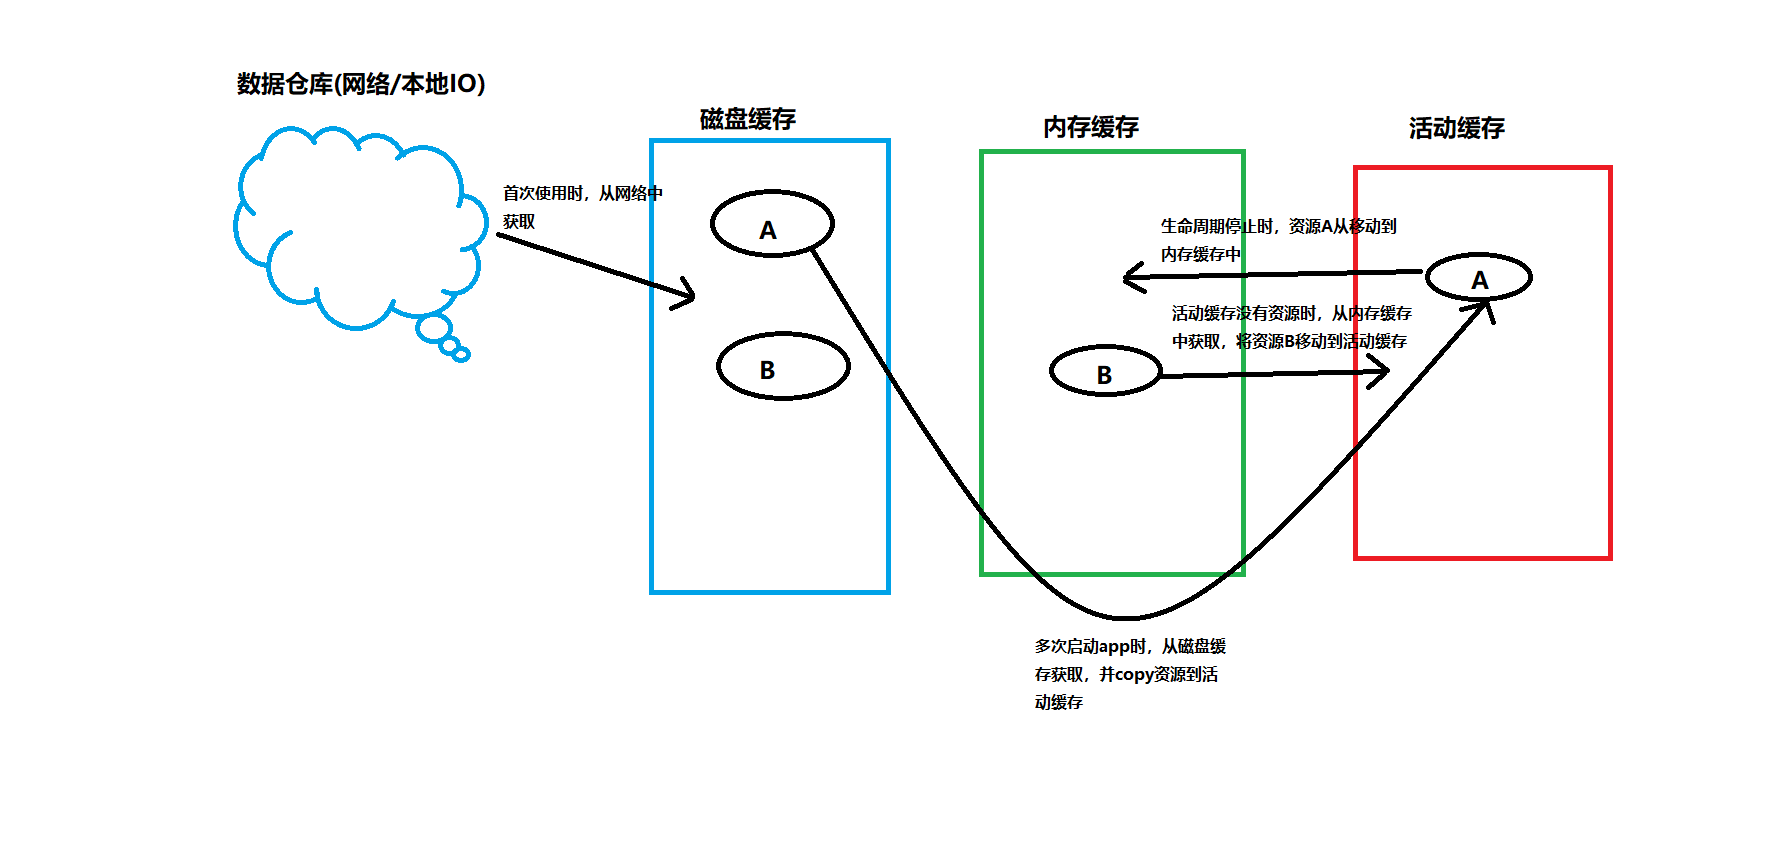 数据仓库(网络/本地IO)
磁盘缓存
内存缓存
活动缓存
首次使用时，从网络中
获取
A
B
生命周期停止时，资源A从移动到
内存缓存中
A
活动缓存没有资源时，从内存缓存
中获取，将资源B移动到活动缓存
B
多次启动app时，从磁盘缓
存获取，并copy资源到活
动缓存